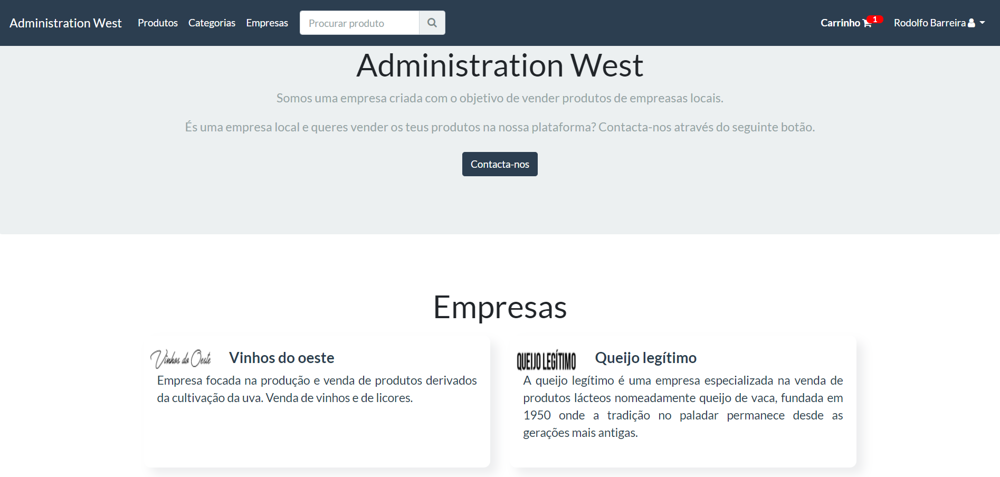 Administration West Produtos Categorias Empresas Procurar produto Carrinho 1 Rodolfo Barreira
Administration West
Somos uma empresa criada com o objetivo de vender produtos de empreasas locais.
És uma empresa local e queres vender os teus produtos na nossa plataforma? Contacta-nos através do seguinte botão.
Contacta-nos
Empresas
Vinhos do Oeste Vinhos do oeste
Empresa focada na produção e venda de produtos derivados
da cultivação da uva. Venda de vinhos e de licores.
QUEIJO LEGÍTIMO Queijo legítimo
A queijo legítimo é uma empresa especializada na venda de
produtos lácteos nomeadamente queijo de vaca, fundada em
1950 onde a tradição no paladar permanece desde as
gerações mais antigas.